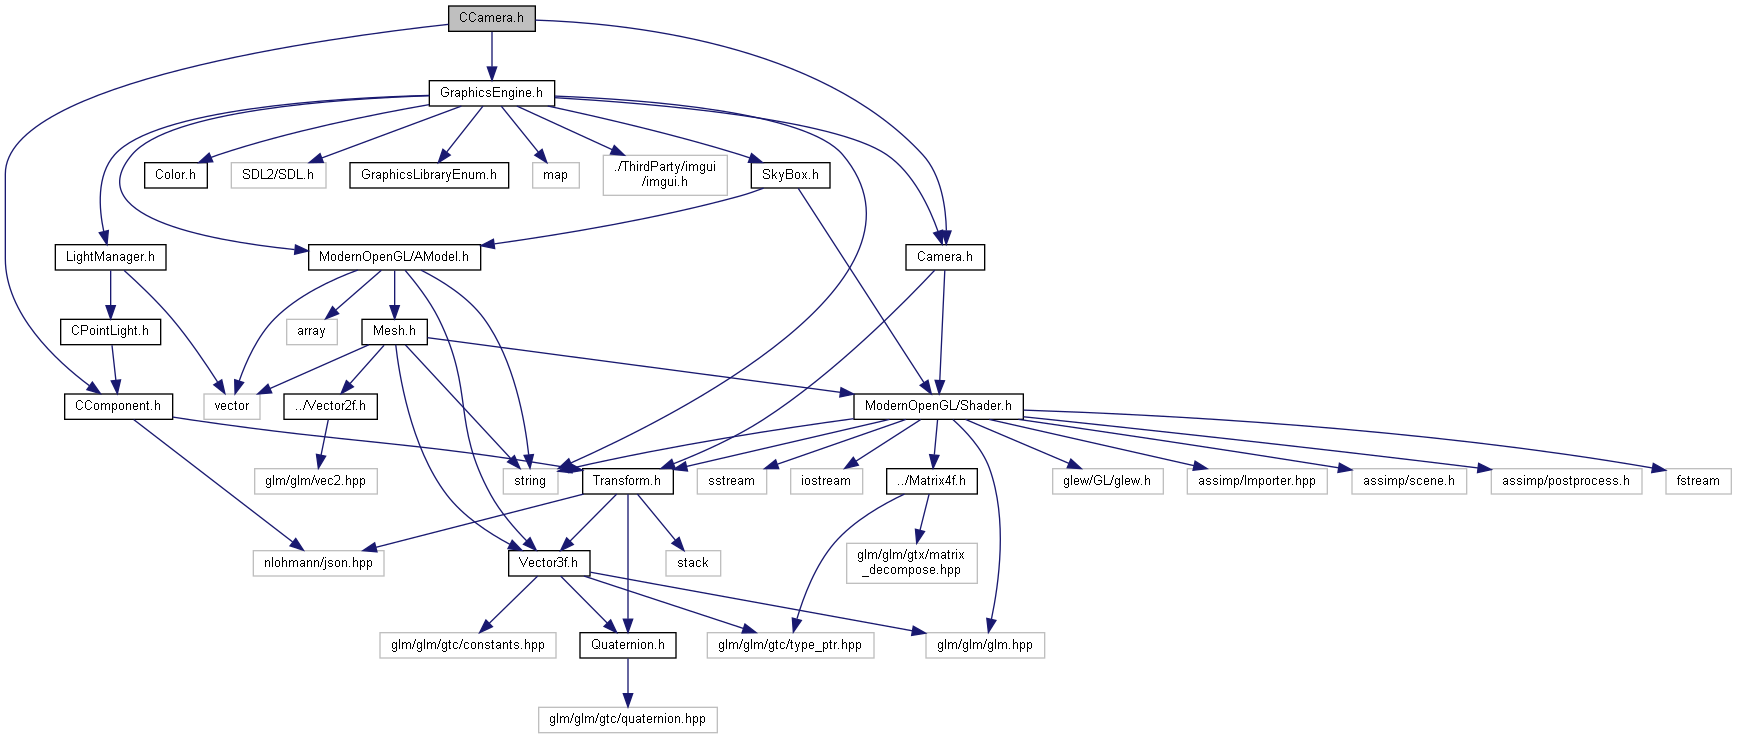 CCamera.h
GraphicsEngine.h
Color.h
SDL2/SDL.h
GraphicsLibraryEnum.h
map
./ThirdParty/imgui
/imgui.h
SkyBox.h
LightManager.h
ModernOpenGL/AModel.h
Camera.h
CPointLight.h
array
Mesh.h
CComponent.h
vector
../Vector2f.h
ModernOpenGL/Shader.h
glm/glm/vec2.hpp
string
Transform.h
sstream
iostream
../Matrix4f.h
glew/GL/glew.h
assimp/Importer.hpp
assimp/scene.h
assimp/postprocess.h
fstream
nlohmann/json.hpp
Vector3f.h
stack
glm/glm/gtx/matrix
_decompose.hpp
glm/glm/gtc/constants.hpp
Quaternion.h
glm/glm/gtc/type_ptr.hpp
glm/glm/glm.hpp
glm/glm/gtc/quaternion.hpp